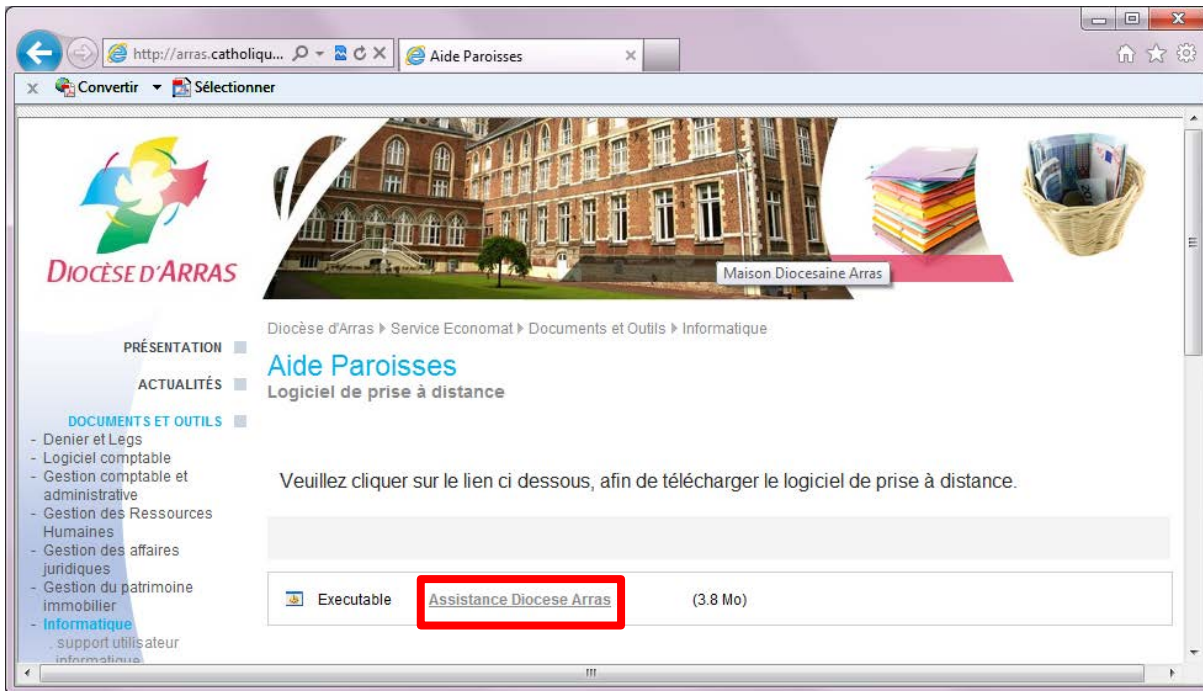 http://arras.catholiqu...
Aide Paroisses
x Convertir Sélectionner
DIOCÈSE D'ARRAS
Maison Diocesaine Arras
Diocèse d'Arras Service Economat Documents et Outils Informatique
PRÉSENTATION
ACTUALITÉS
DOCUMENTS ET OUTILS
- Denier et Legs
- Logiciel comptable
- Gestion comptable et
administrative
- Gestion des Ressources
Humaines
- Gestion des affaires
juridiques
- Gestion du patrimoine
immobilier
- Informatique
. support utilisateur
informatique
Aide Paroisses
Logiciel de prise à distance
Veuillez cliquer sur le lien ci dessous, afin de télécharger le logiciel de prise à distance.
Executable Assistance Diocese Arras (3.8 Mo)